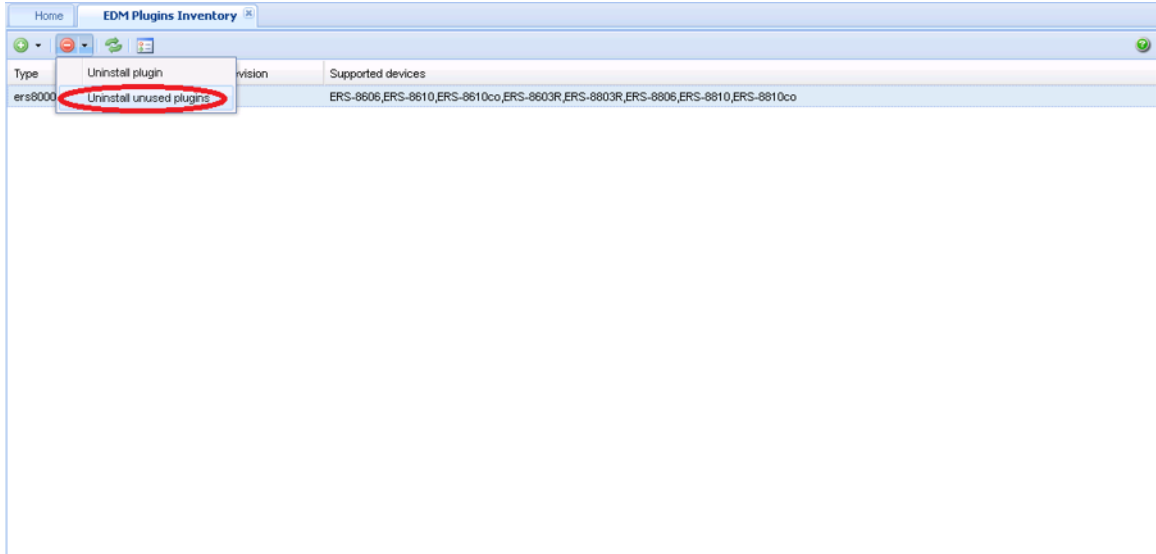 Home EDM Plugins Inventory
Type Uninstall plugin vision Supported devices
ers8000 Uninstall unused plugins ERS-8606,ERS-8610,ERS-8610co,ERS-8603R,ERS-8803R,ERS-8806,ERS-8810,ERS-8810co